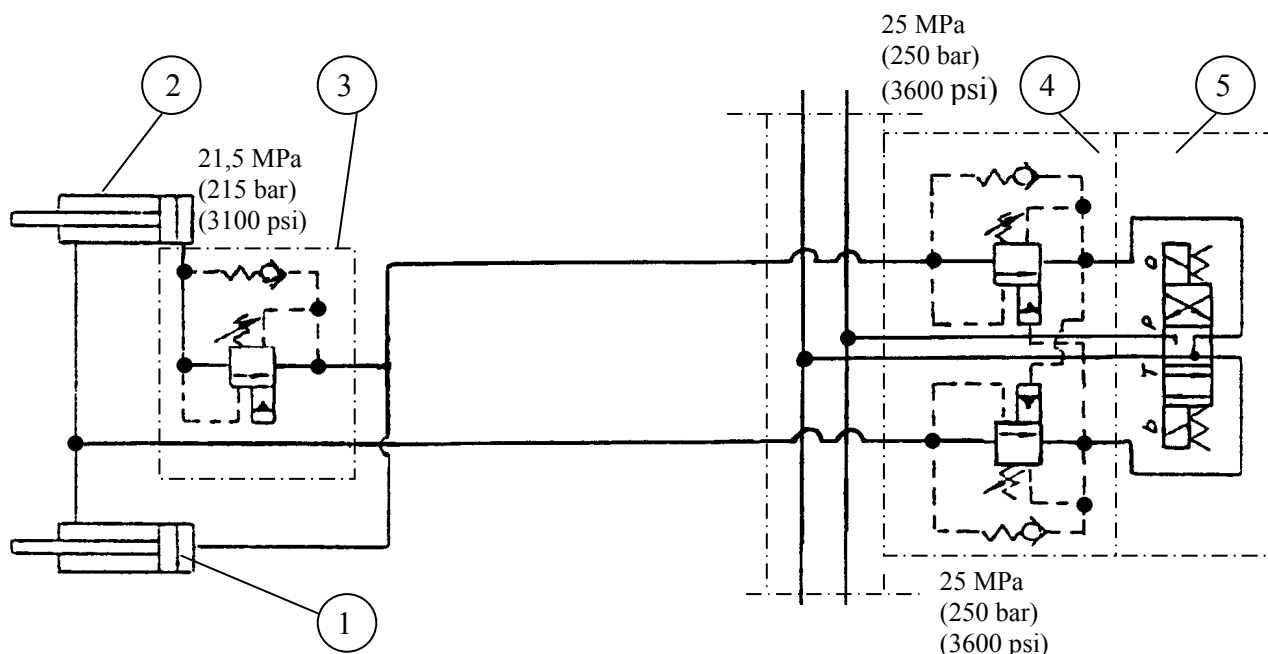 25 MPa
(250 bar)
(3600 psi)
2
3
4
5
21,5 MPa
(215 bar)
(3100 psi)
a
P
T
b
25 MPa
(250 bar)
(3600 psi)
1